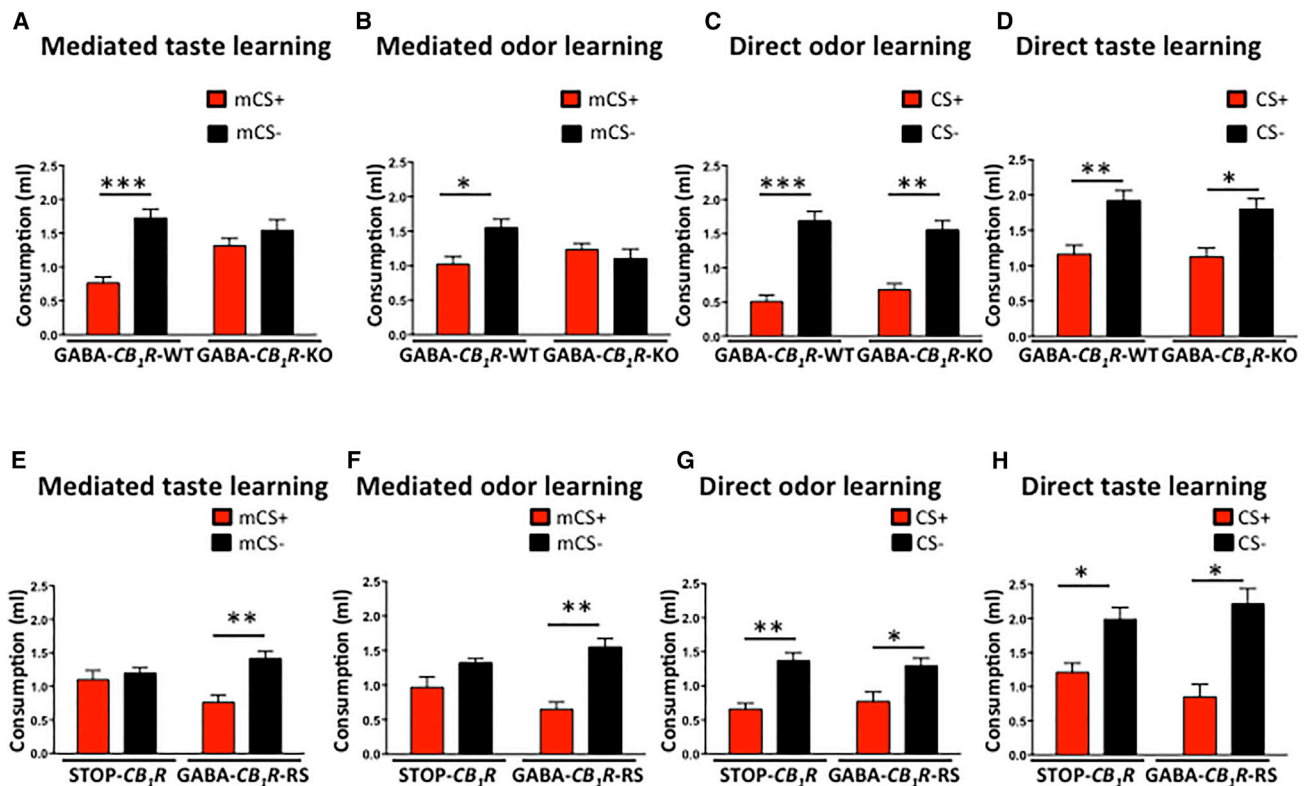 A
Mediated taste learning
mCS+
mCS-
Consumption (ml)
2.5
2.0
1.5
1.0
0.5
0.0
***
GABA-CB1R-WT GABA-CB1R-KO
B
Mediated odor learning
mCS+
mCS-
Consumption (ml)
2.5
2.0
1.5
1.0
0.5
0.0
*
GABA-CB1R-WT GABA-CB1R-KO
C
Direct odor learning
CS+
CS-
Consumption (ml)
2.5
2.0
1.5
1.0
0.5
0.0
*** **
GABA-CB1R-WT GABA-CB1R-KO
D
Direct taste learning
CS+
CS-
Consumption (ml)
2.5
2.0
1.5
1.0
0.5
0.0
** *
GABA-CB1R-WT GABA-CB1R-KO
E
Mediated taste learning
mCS+
mCS-
Consumption (ml)
2.5
2.0
1.5
1.0
0.5
0.0
**
STOP-CB1R GABA-CB1R-RS
F
Mediated odor learning
mCS+
mCS-
Consumption (ml)
2.5
2.0
1.5
1.0
0.5
0.0
**
STOP-CB1R GABA-CB1R-RS
G
Direct odor learning
CS+
CS-
Consumption (ml)
2.5
2.0
1.5
1.0
0.5
0.0
** *
STOP-CB1R GABA-CB1R-RS
H
Direct taste learning
CS+
CS-
Consumption (ml)
2.5
2.0
1.5
1.0
0.5
0.0
* *
STOP-CB1R GABA-CB1R-RS